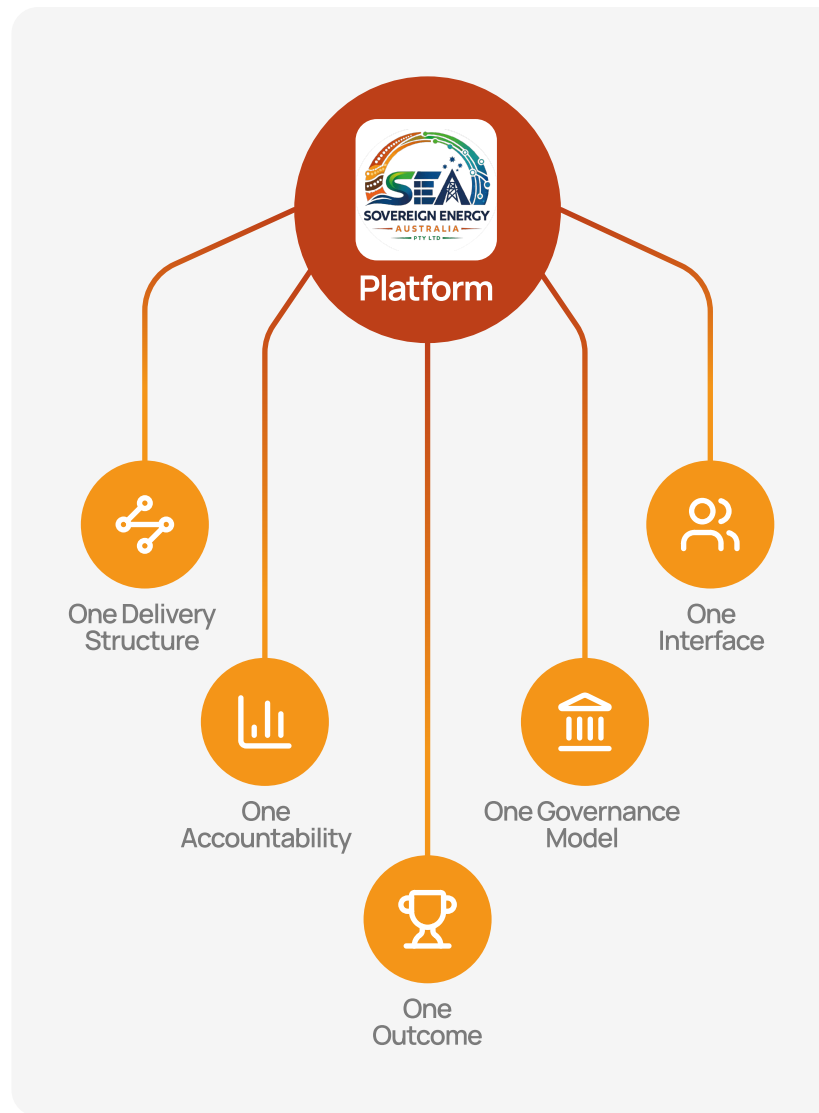 SEA
SOVEREIGN ENERGY
AUSTRALIA
PTY LTD
Platform
One Delivery
Structure
One
Interface
One
Accountability
One Governance
Model
One
Outcome